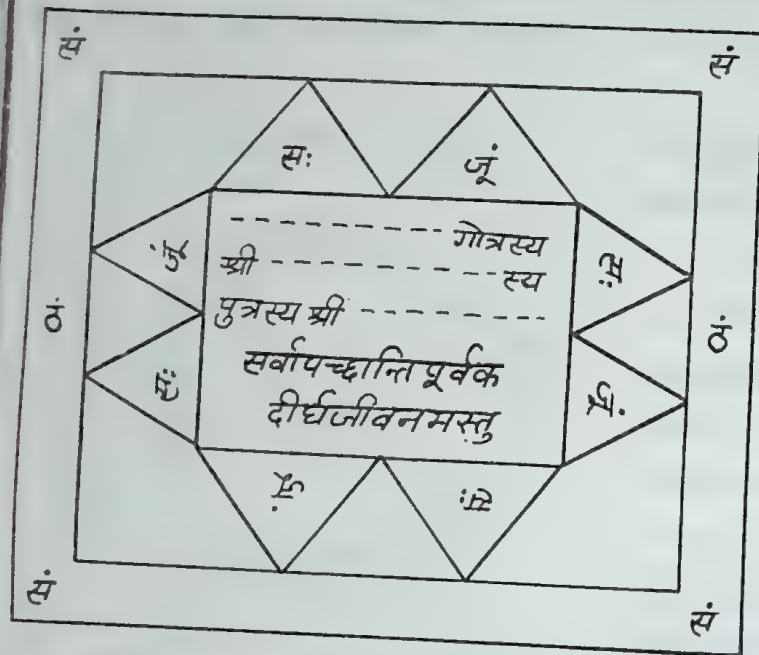 सं सं
सः जूं
जूं सः
---------- गोत्रस्य
श्री ---------- स्य
पुत्रस्य श्री ---------
सर्वापच्छान्ति पूर्वक
दीर्घजीवनमस्तु
ठं ठं
सः जूं
जूं सः
सं सं